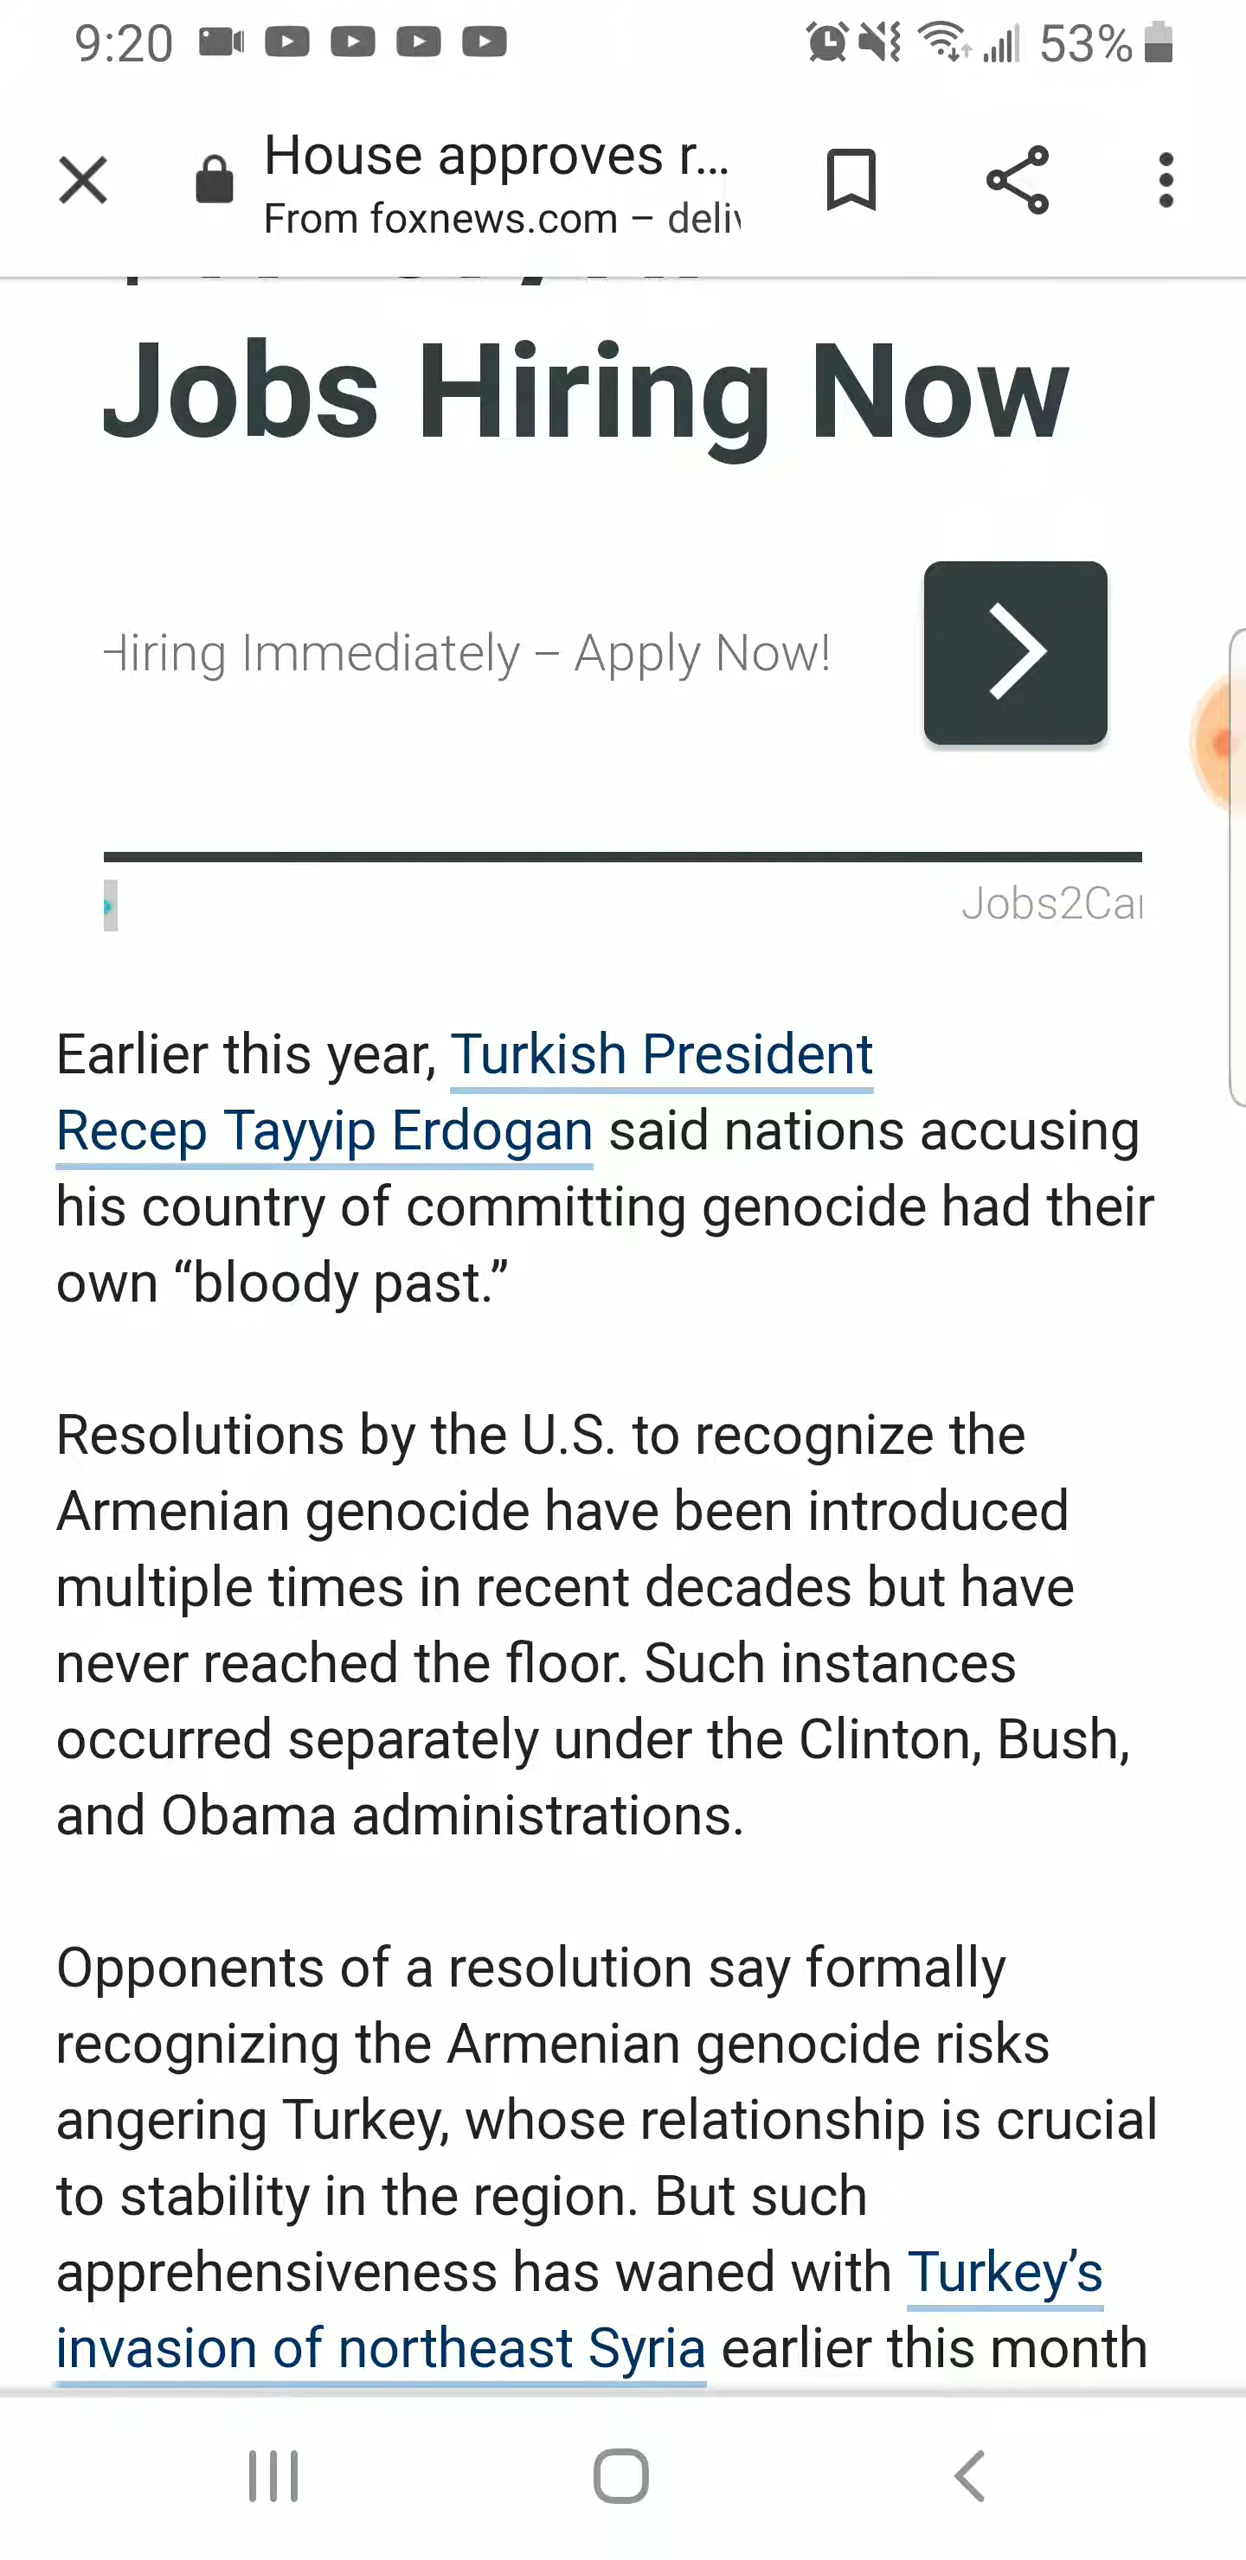 9:20
53%
House approves r...
From foxnews.com –
Jobs Hiring Now
Hiring Immediately – Apply Now!
Earlier this year, Turkish President
Recep Tayyip Erdogan said nations accusing
his country of committing genocide had their
own “bloody past.”
Resolutions by the U.S. to recognize the
Armenian genocide have been introduced
multiple times in recent decades but have
never reached the floor. Such instances
occurred separately under the Clinton, Bush,
and Obama administrations.
Opponents of a resolution say formally
recognizing the Armenian genocide risks
angering Turkey, whose relationship is crucial
to stability in the region. But such
apprehensiveness has waned with Turkey’s
invasion of northeast Syria earlier this month